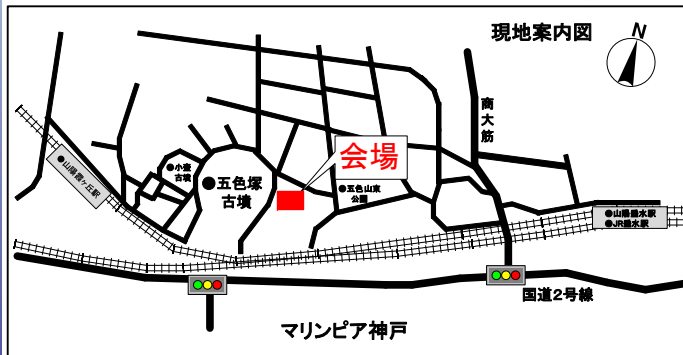 現地案内図
N
商
大
筋
会場
●小壺
古墳
●山陽霞ヶ丘駅
●五色塚
古墳
●五色山東
公園
●山陽垂水駅
●JR垂水駅
国道2号線
マリンピア神戸